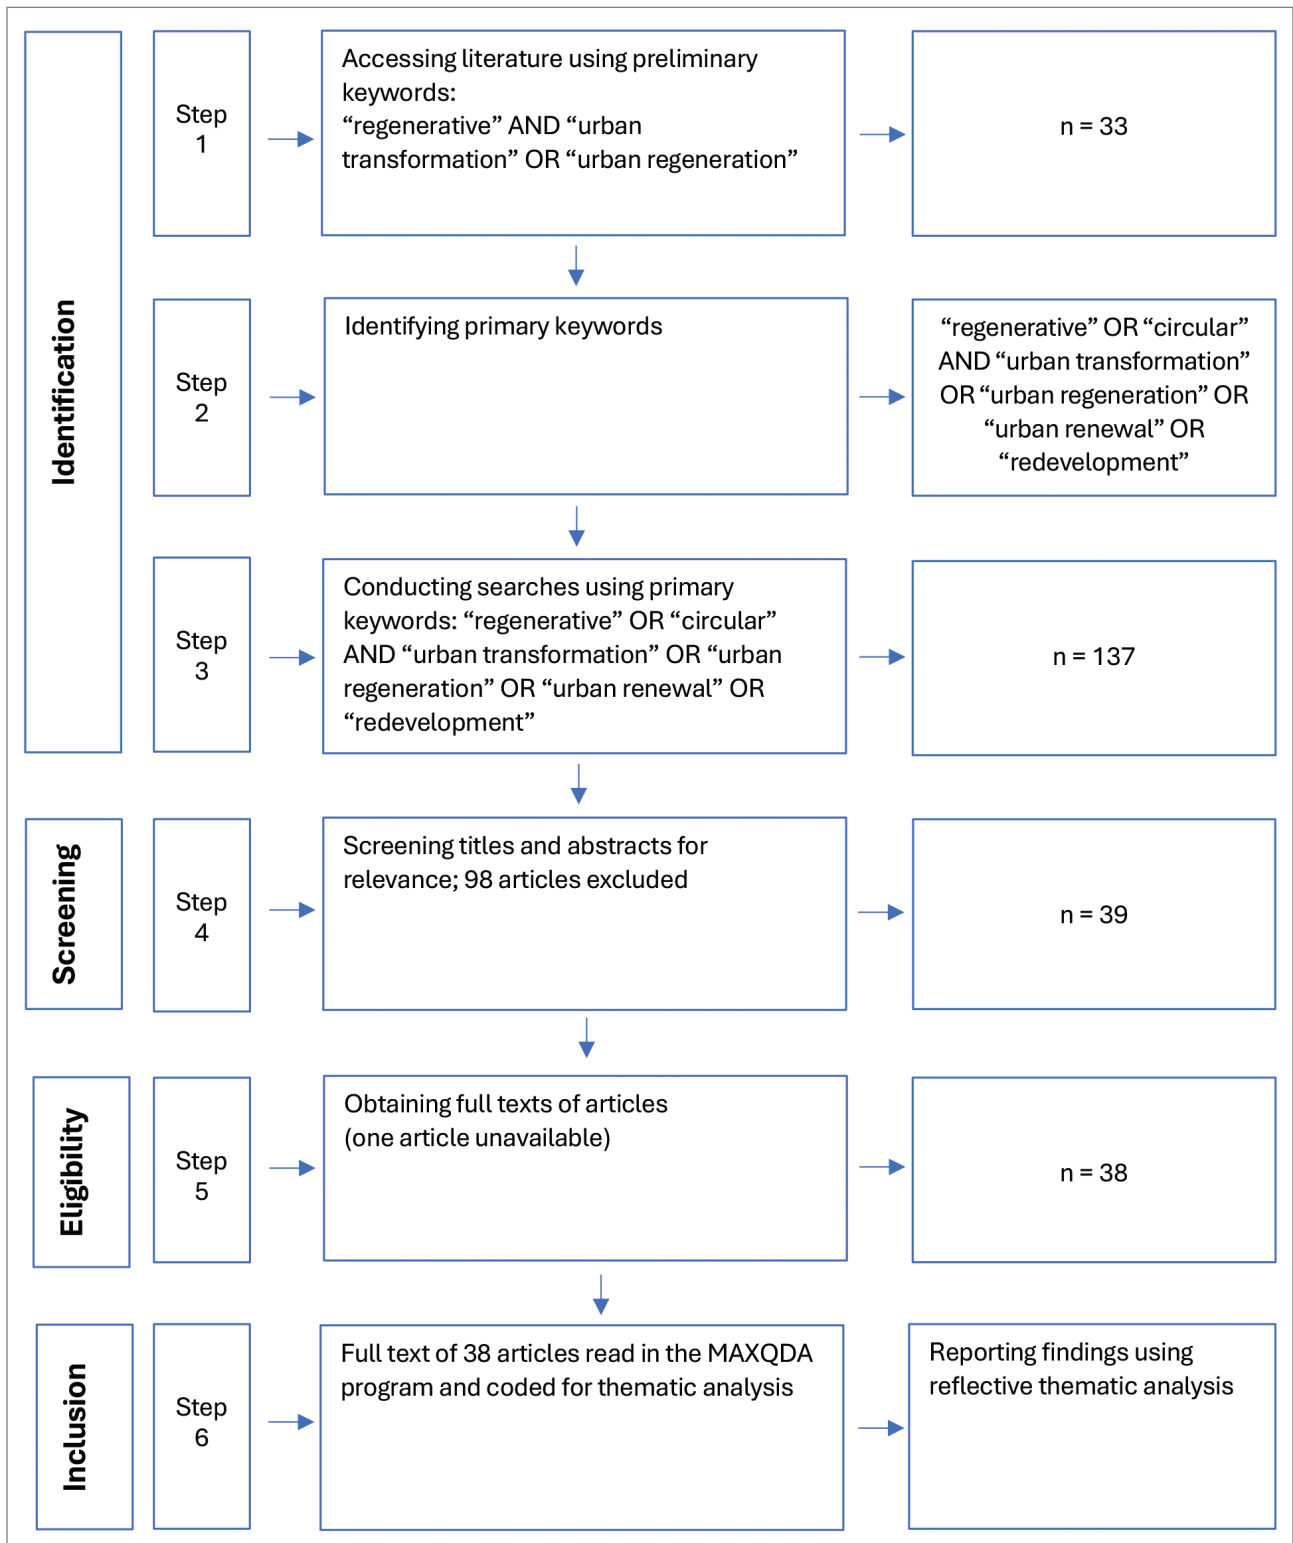 Identification
Step
1
Accessing literature using preliminary
keywords:
“regenerative” AND “urban
transformation” OR “urban regeneration”
n = 33
Step
2
Identifying primary keywords
“regenerative” OR “circular”
AND “urban transformation”
OR “urban regeneration” OR
“urban renewal” OR
“redevelopment”
Step
3
Conducting searches using primary
keywords: “regenerative” OR “circular”
AND “urban transformation” OR “urban
regeneration” OR “urban renewal” OR
“redevelopment”
n = 137
Screening
Step
4
Screening titles and abstracts for
relevance; 98 articles excluded
n = 39
Eligibility
Step
5
Obtaining full texts of articles
(one article unavailable)
n = 38
Inclusion
Step
6
Full text of 38 articles read in the MAXQDA
program and coded for thematic analysis
Reporting findings using
reflective thematic analysis